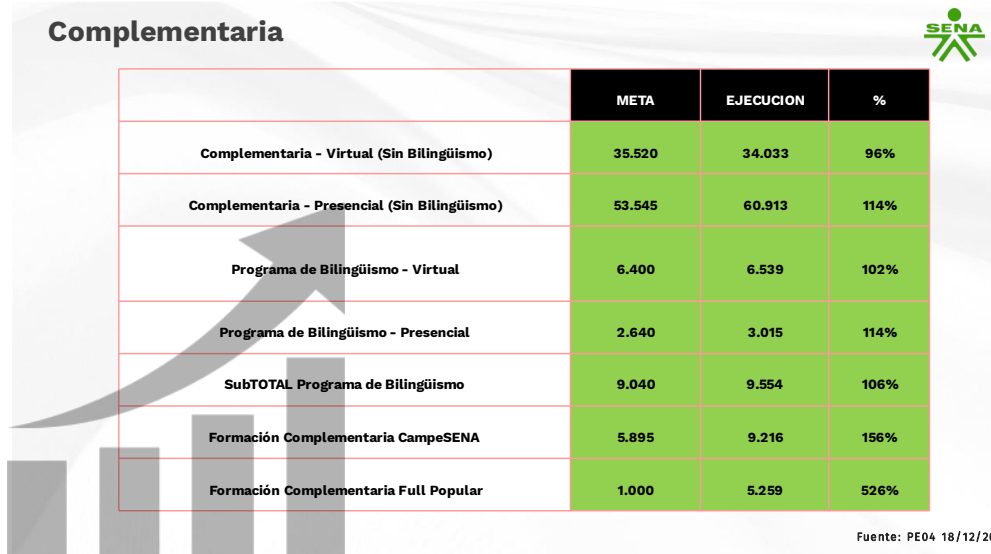 Complementaria
SENA
META EJECUCION %
Complementaria - Virtual (Sin Bilingüismo) 35.520 34.033 96%
Complementaria - Presencial (Sin Bilingüismo) 53.545 60.913 114%
Programa de Bilingüismo - Virtual 6.400 6.539 102%
Programa de Bilingüismo - Presencial 2.640 3.015 114%
SubTOTAL Programa de Bilingüismo 9.040 9.554 106%
Formación Complementaria CampeSENA 5.895 9.216 156%
Formación Complementaria Full Popular 1.000 5.259 526%
Fuente: PE04 18/12/20